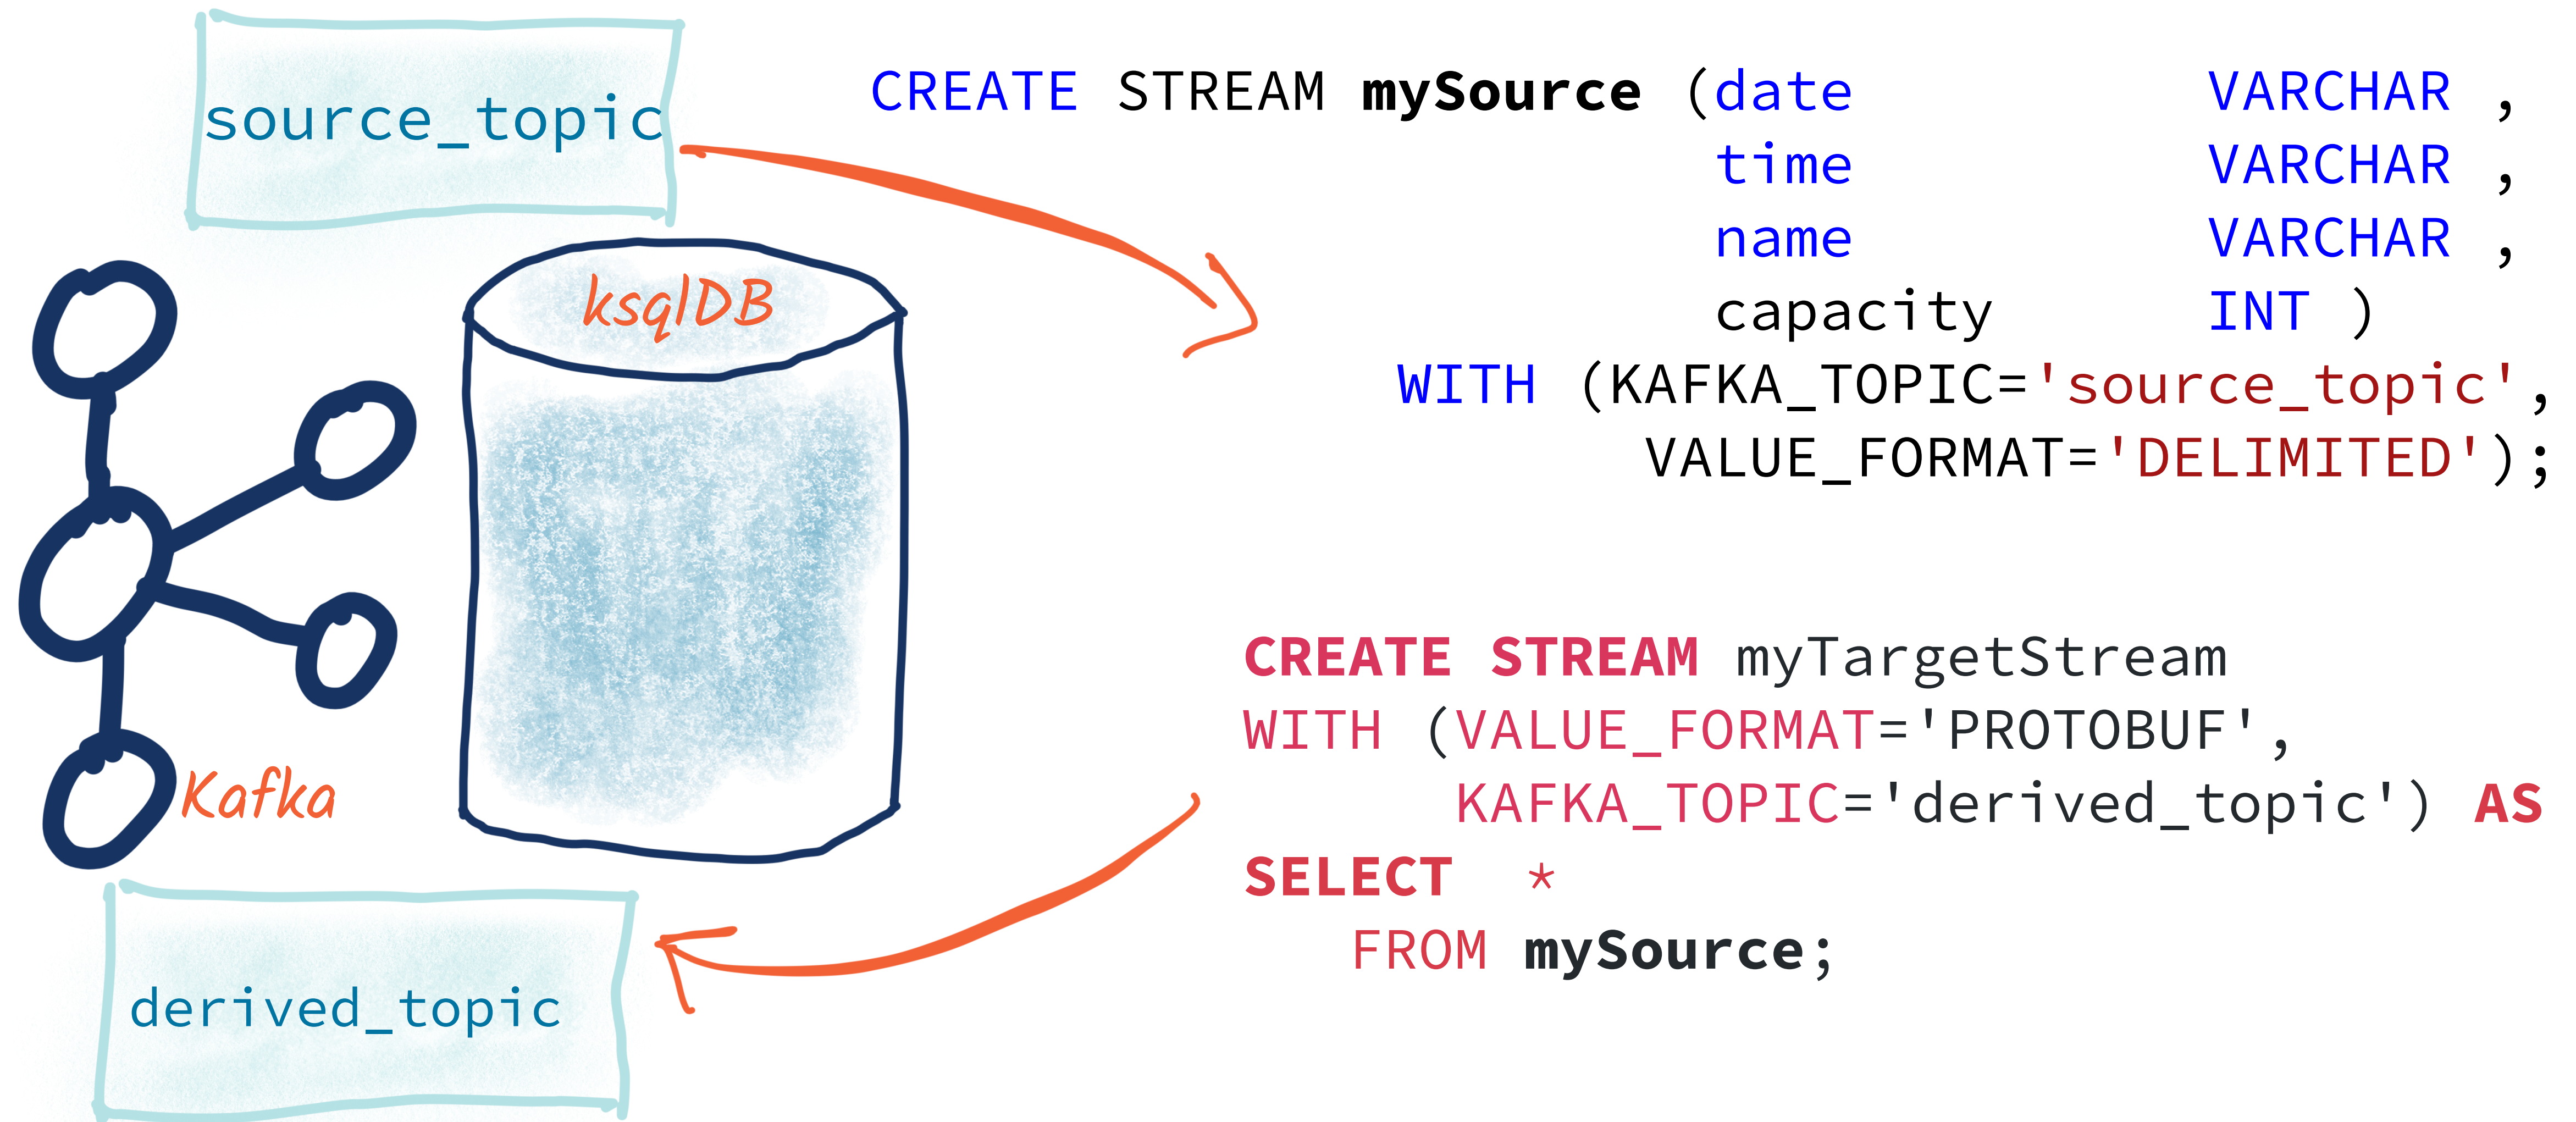 source_topic
CREATE STREAM mySource (date VARCHAR ,
time VARCHAR ,
name VARCHAR ,
capacity INT )
WITH (KAFKA_TOPIC='source_topic',
VALUE_FORMAT='DELIMITED');
ksqlDB
Kafka
CREATE STREAM myTargetStream
WITH (VALUE_FORMAT='PROTOBUF',
KAFKA_TOPIC='derived_topic') AS
SELECT *
FROM mySource;
derived_topic